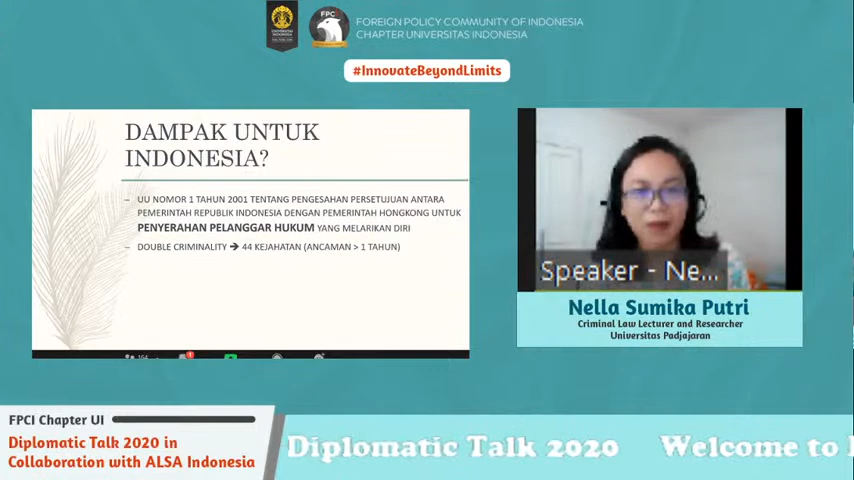 FPC
FOREIGN POLICY COMMUNITY OF INDONESIA
CHAPTER UNIVERSITAS INDONESIA
#InnovateBeyondLimits
DAMPAK UNTUK
INDONESIA?
– UU NOMOR 1 TAHUN 2001 TENTANG PENGESAHAN PERSETUJUAN ANTARA
PEMERINTAH REPUBLIK INDONESIA DENGAN PEMERINTAH HONGKONG UNTUK
PENYERAHAN PELANGGAR HUKUM YANG MELARIKAN DIRI
– DOUBLE CRIMINALITY ➔ 44 KEJAHATAN (ANCAMAN > 1 TAHUN)
Speaker - Ne...
Nella Sumika Putri
Criminal Law Lecturer and Researcher
Universitas Padjajaran
FPCI Chapter UI
Diplomatic Talk 2020 in
Collaboration with ALSA Indonesia
Diplomatic Talk 2020 Welcome to